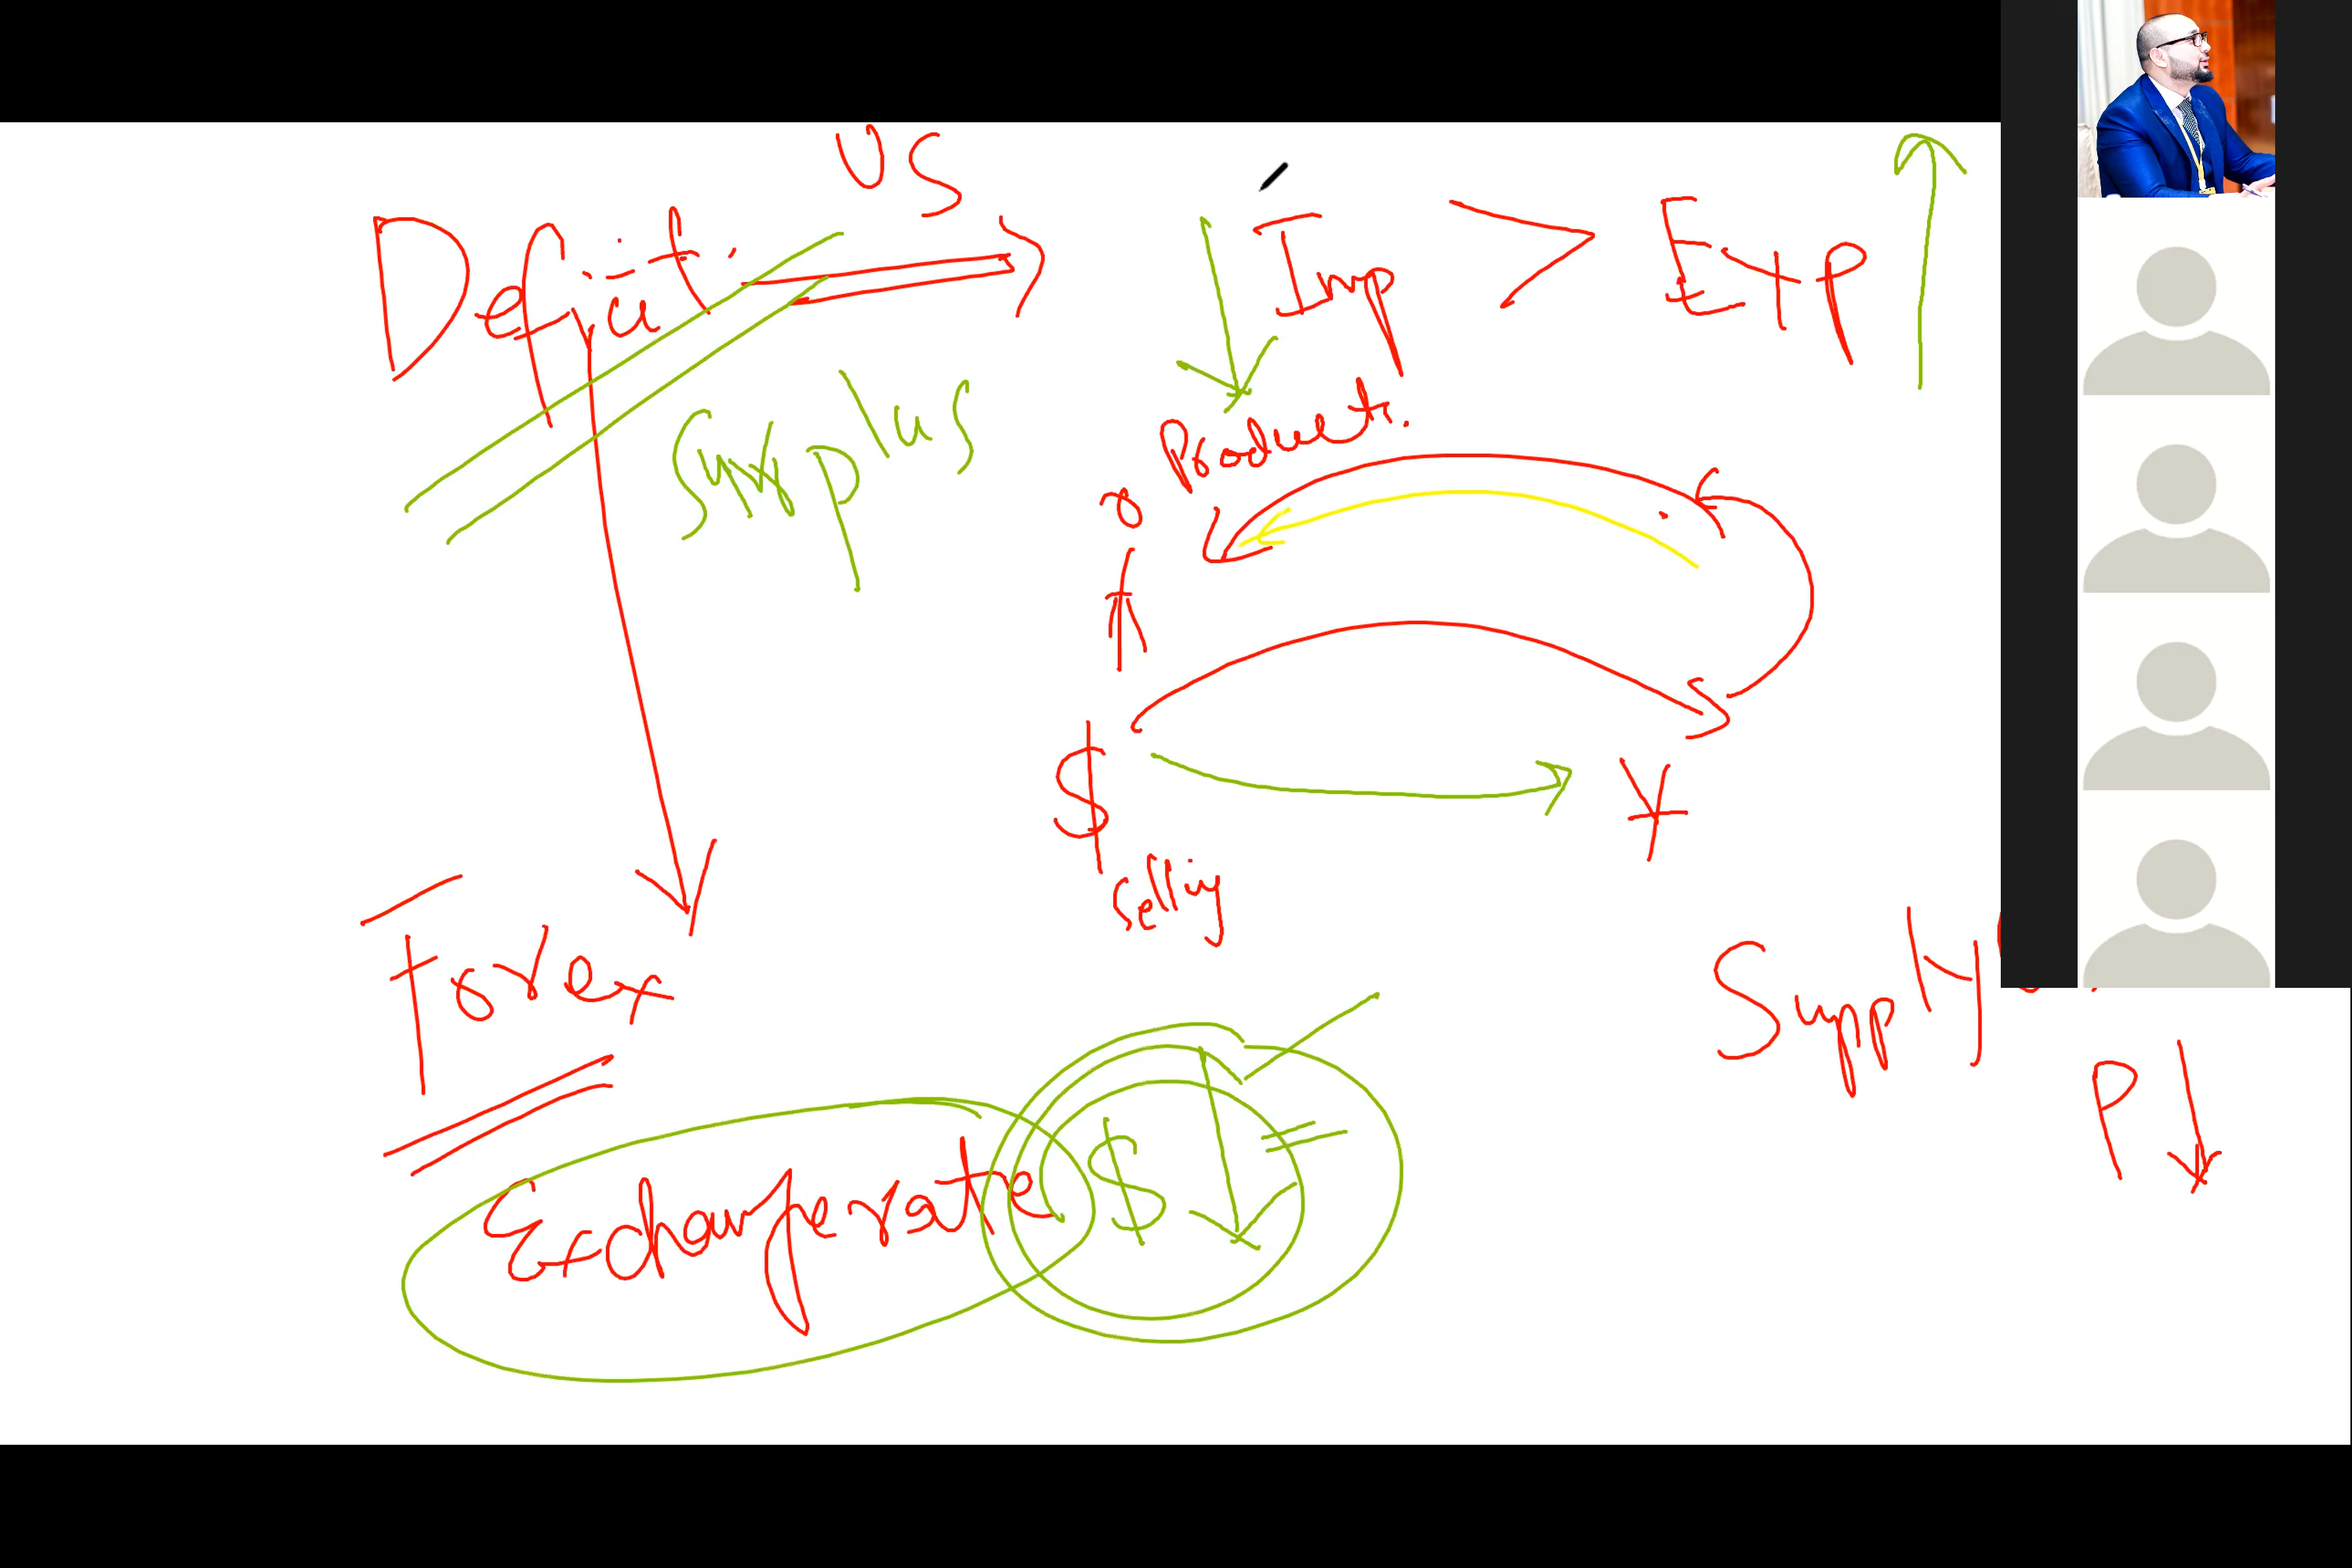 US
Deficit. Imp > Exp
Surplus
Product.
$ ¥
Selling
Forex
Supply
P
Exchange rate $